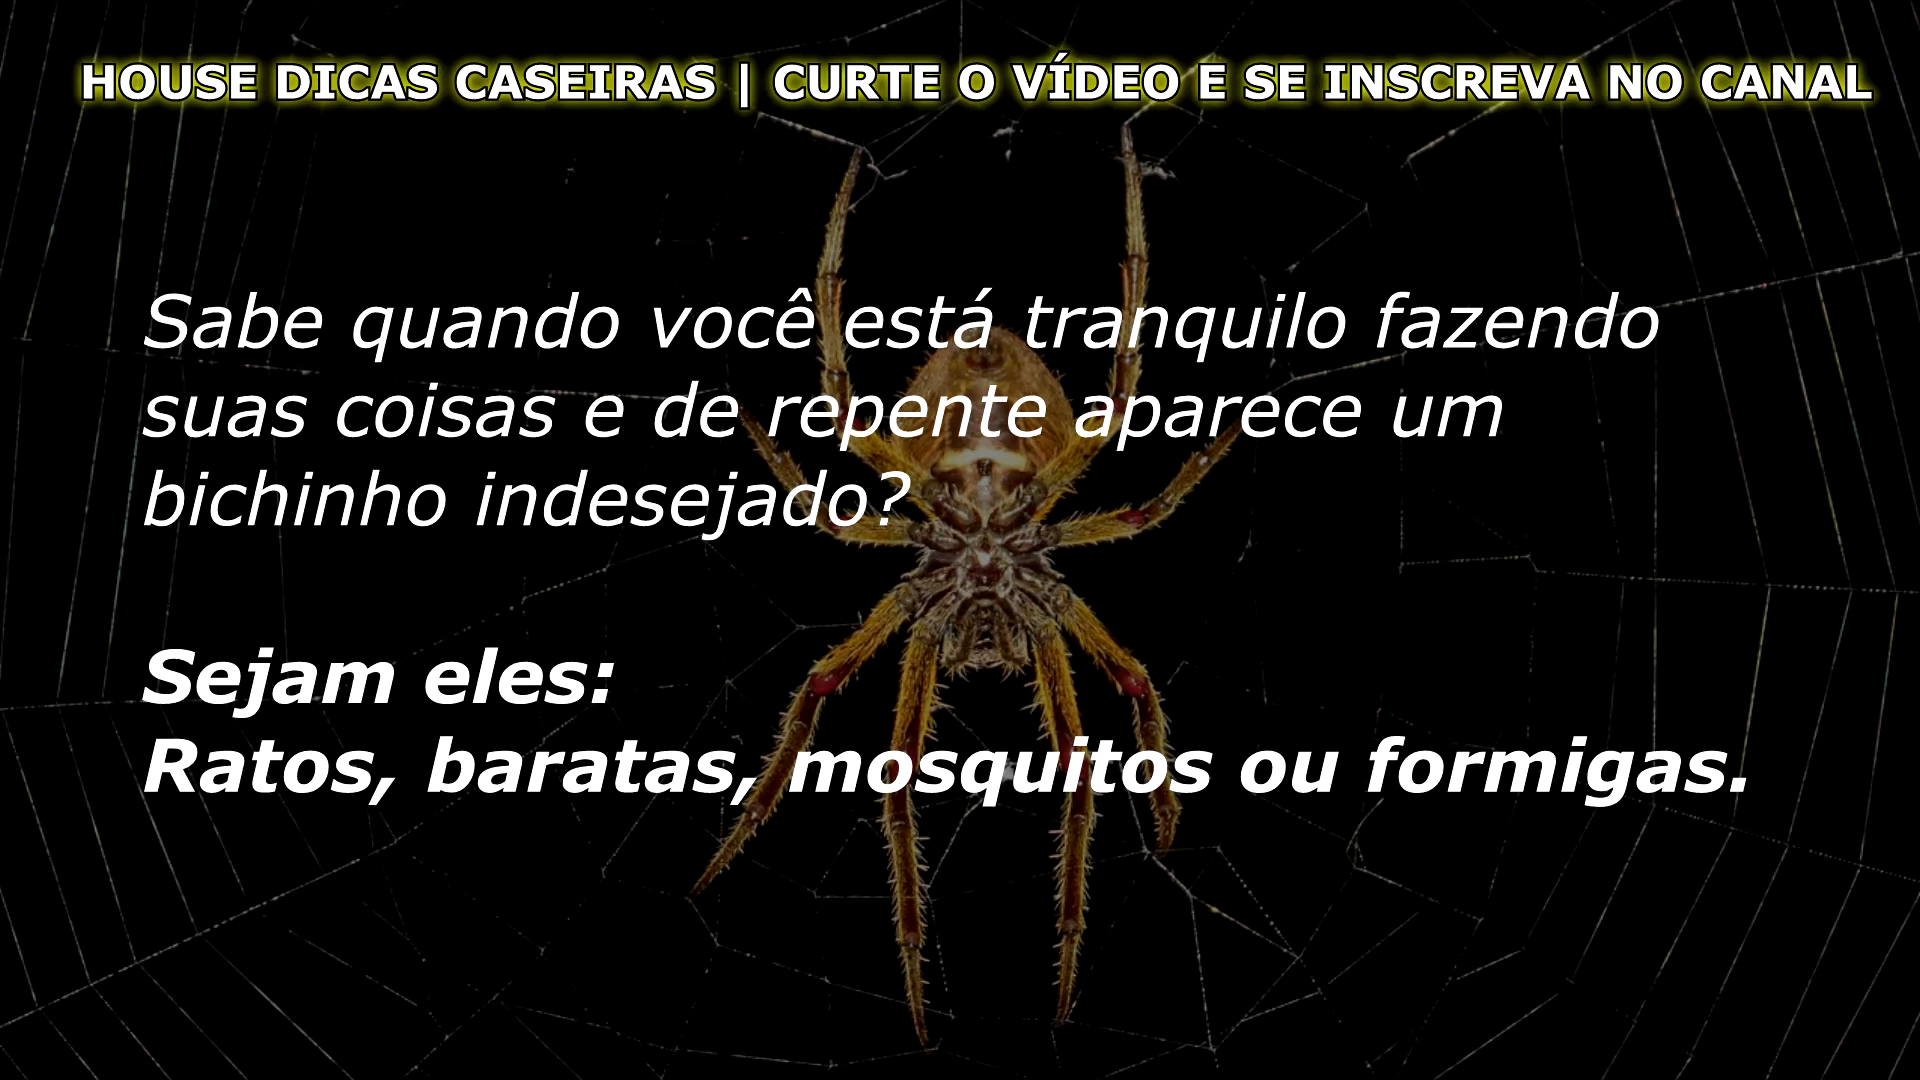 HOUSE DICAS CASEIRAS | CURTE O VÍDEO E SE INSCREVA NO CANAL
Sabe quando você está tranquilo fazendo
suas coisas e de repente aparece um
bichinho indesejado?
Sejam eles:
Ratos, baratas, mosquitos ou formigas.